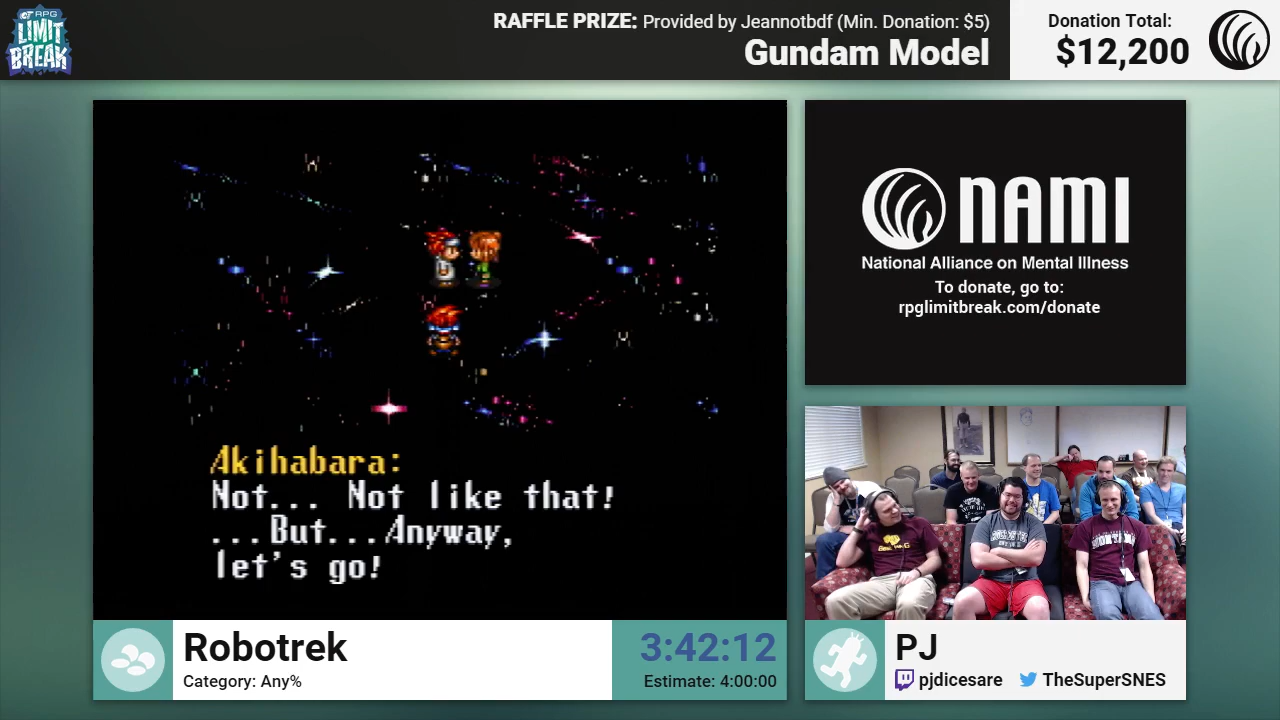 RPG
LIMIT
BREAK
RAFFLE PRIZE: Provided by Jeannotbdf (Min. Donation: $5)
Gundam Model
Donation Total:
$12,200
nAMI
National Alliance on Mental Illness
To donate, go to:
rpglimitbreak.com/donate
Akihabara:
Not... Not like that!
...But...Anyway,
let's go!
Robotrek
Category: Any%
3:42:12
Estimate: 4:00:00
PJ
pjdicesare
TheSuperSNES